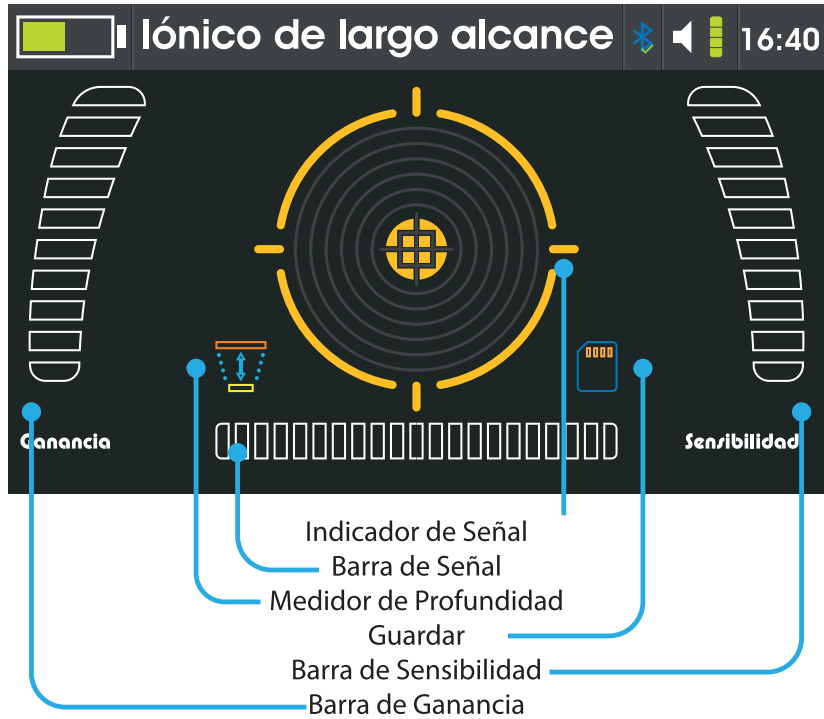 Iónico de largo alcance 16:40
Ganancia
Sensibilidad
Indicador de Señal
Barra de Señal
Medidor de Profundidad
Guardar
Barra de Sensibilidad
Barra de Ganancia